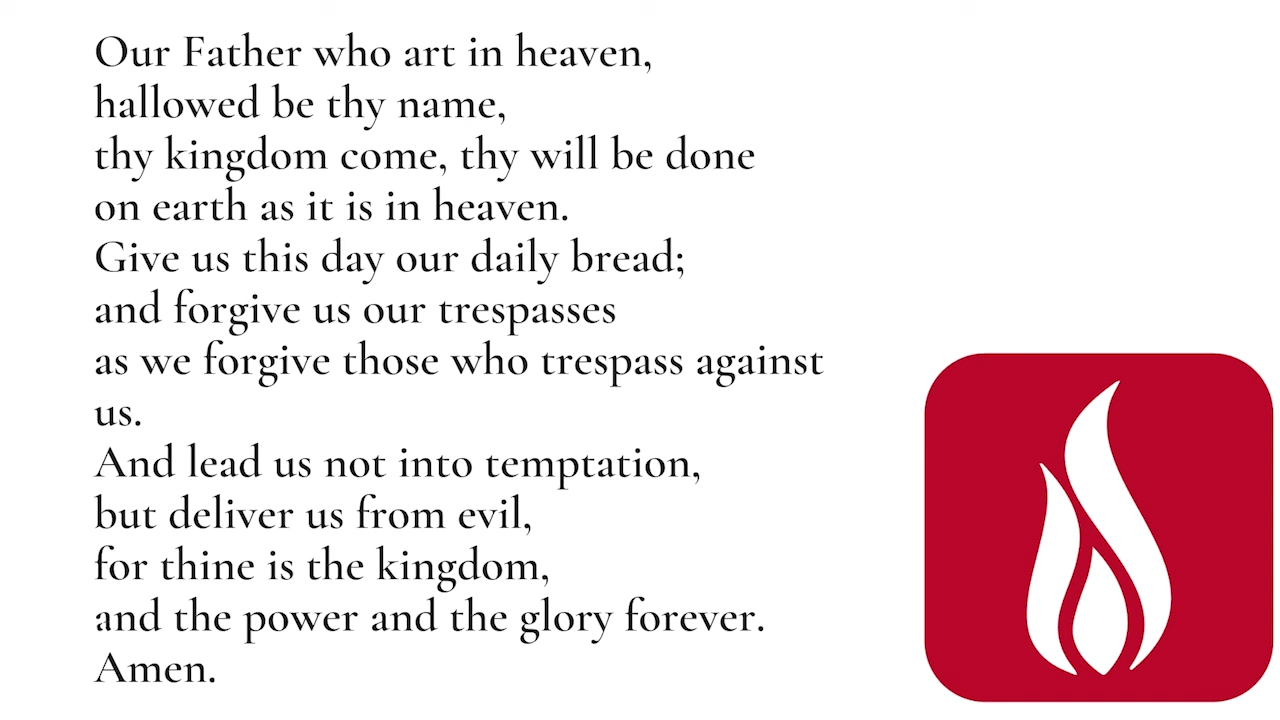 Our Father who art in heaven,
hallowed be thy name,
thy kingdom come, thy will be done
on earth as it is in heaven.
Give us this day our daily bread;
and forgive us our trespasses
as we forgive those who trespass against
us.
And lead us not into temptation,
but deliver us from evil,
for thine is the kingdom,
and the power and the glory forever.
Amen.